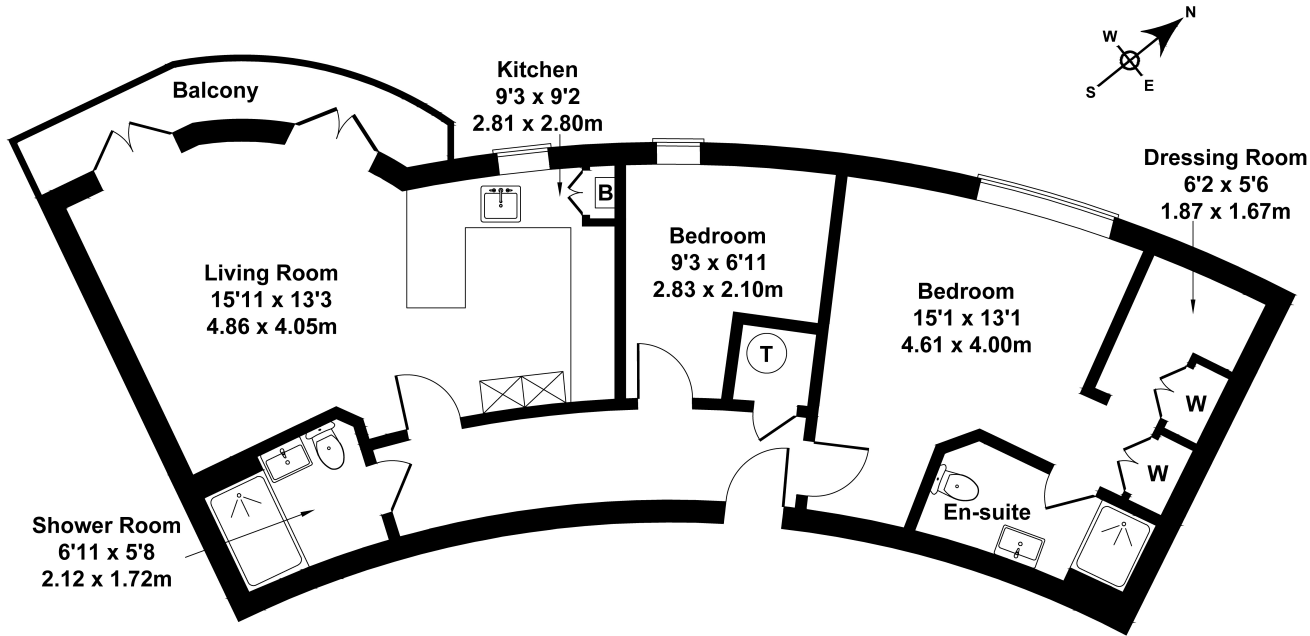 N
W
E
S
Balcony
Kitchen
9'3 x 9'2
2.81 x 2.80m
B
Dressing Room
6'2 x 5'6
1.87 x 1.67m
Living Room
15'11 x 13'3
4.86 x 4.05m
Bedroom
9'3 x 6'11
2.83 x 2.10m
T
Bedroom
15'1 x 13'1
4.61 x 4.00m
W
W
En-suite
Shower Room
6'11 x 5'8
2.12 x 1.72m